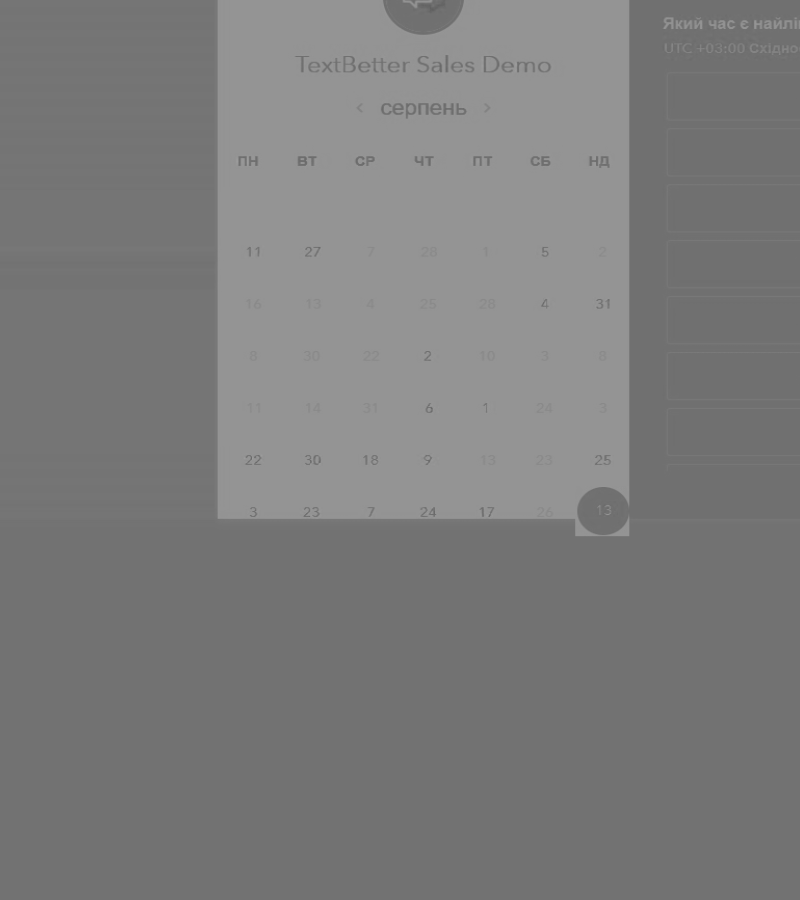 Який час є найлі
TextBetter Sales Demo
UTC +03:00 Східно
‹ серпень ›
ПН ВТ СР ЧТ ПТ СБ НД
11 27 7 28 1 5 2
16 13 4 25 28 4 31
8 30 22 2 10 3 8
11 14 31 6 1 24 3
22 30 18 9 13 23 25
3 23 7 24 17 26 13